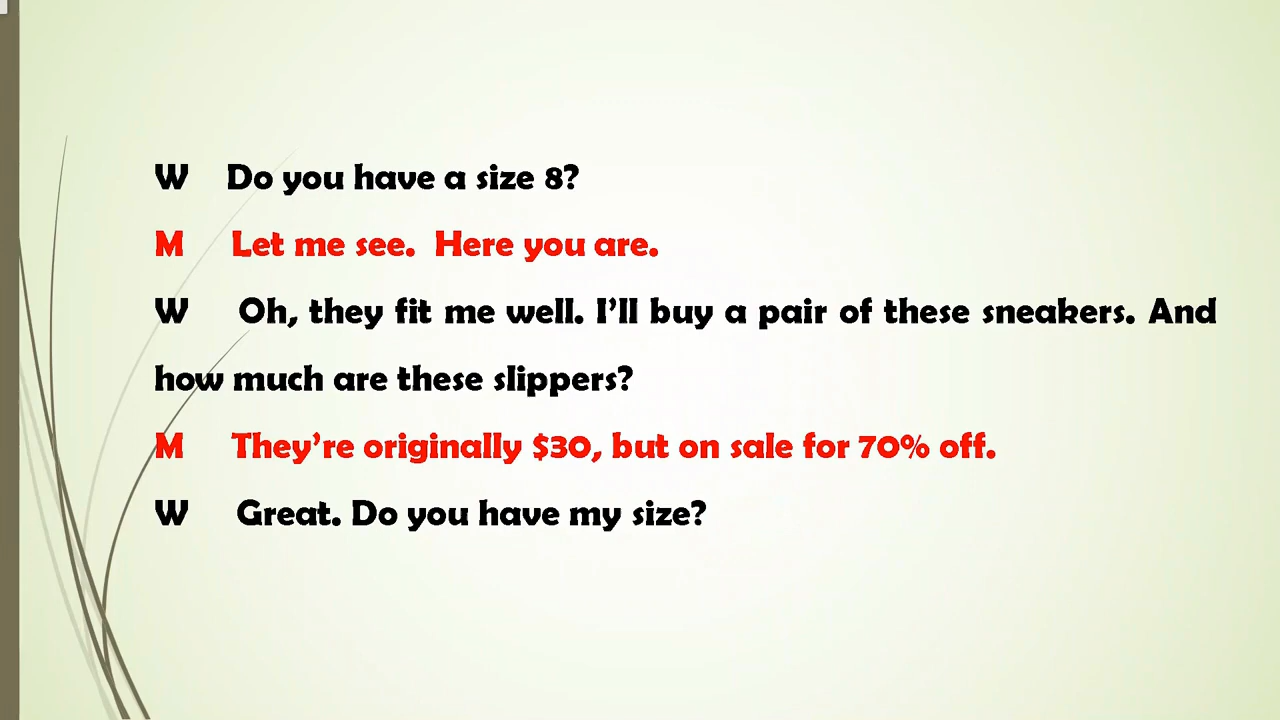 W Do you have a size 8?
M Let me see. Here you are.
W Oh, they fit me well. I'll buy a pair of these sneakers. And
how much are these slippers?
M They're originally $30, but on sale for 70% off.
W Great. Do you have my size?